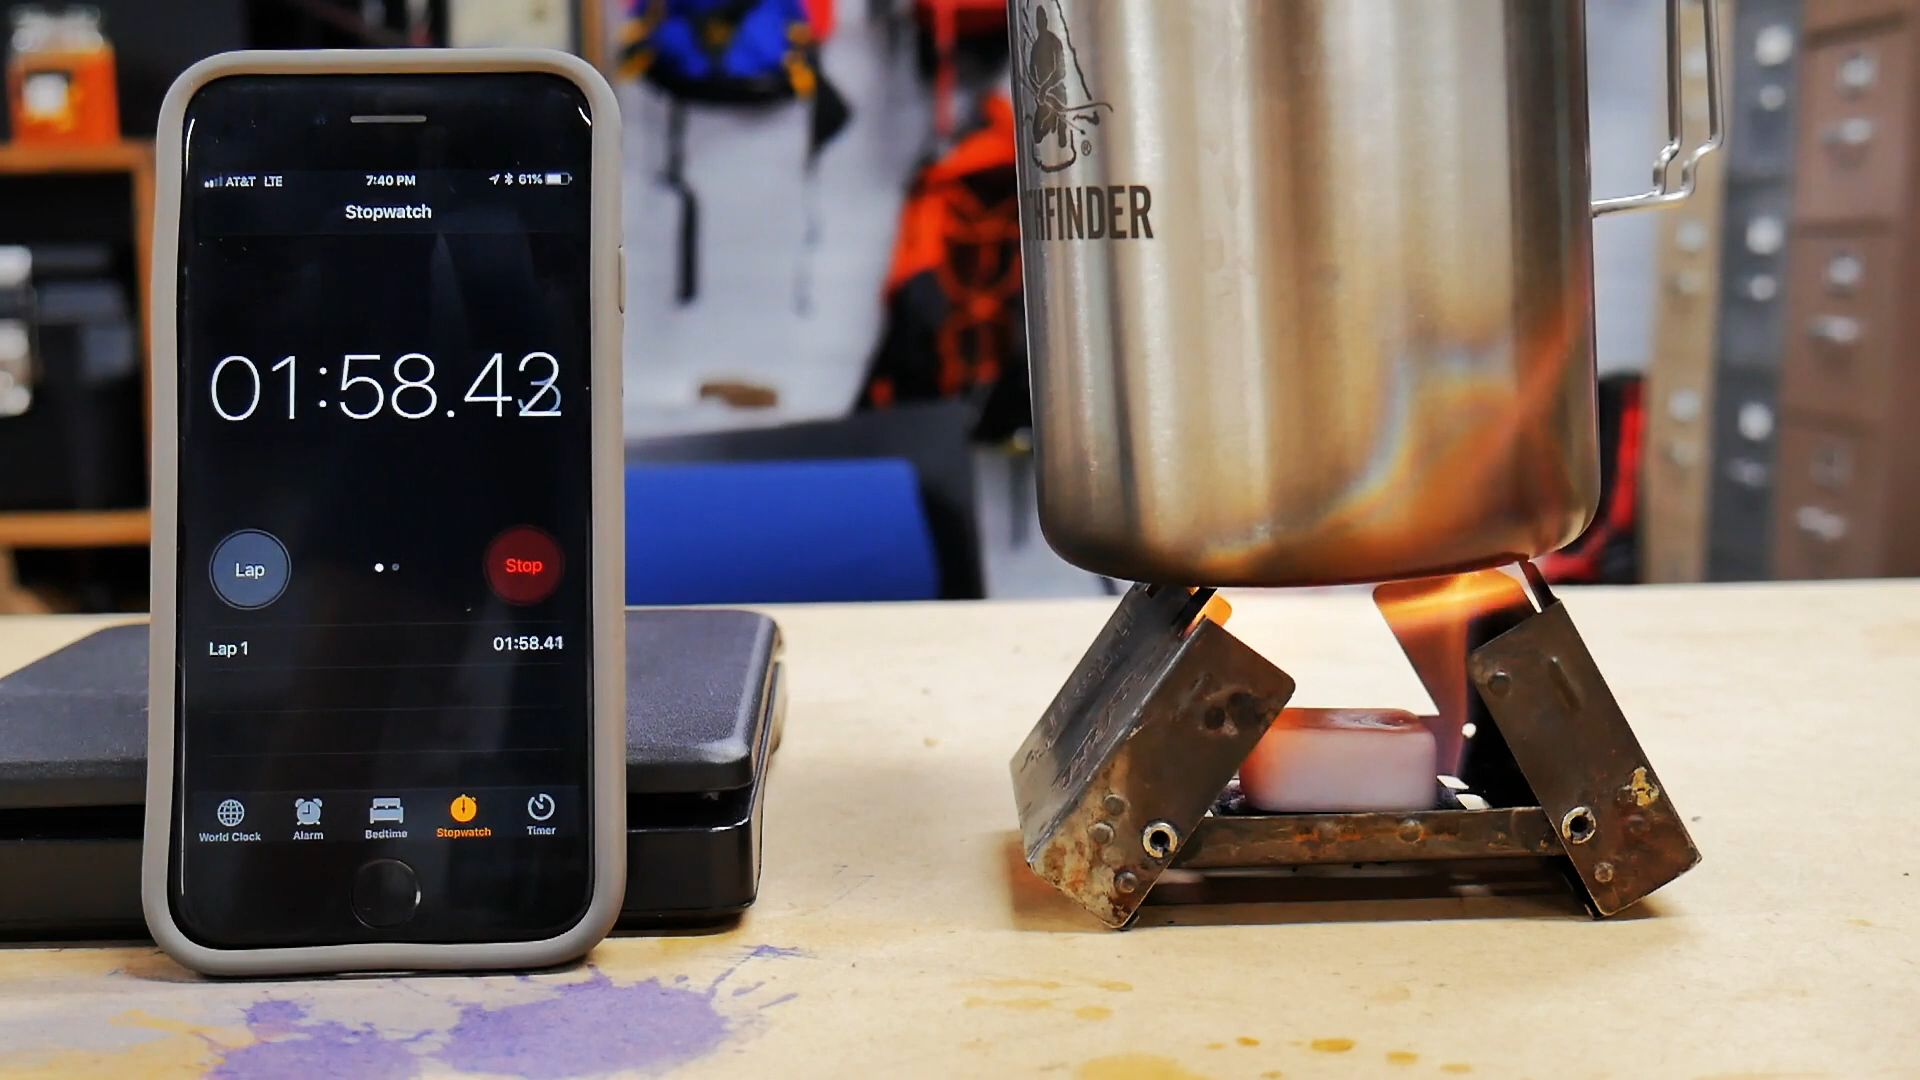 AT&T LTE 7:40 PM 61%
Stopwatch
01:58.42
Lap Stop
Lap 1 01:58.41
World Clock Alarm Bedtime Stopwatch Timer
®
THFINDER